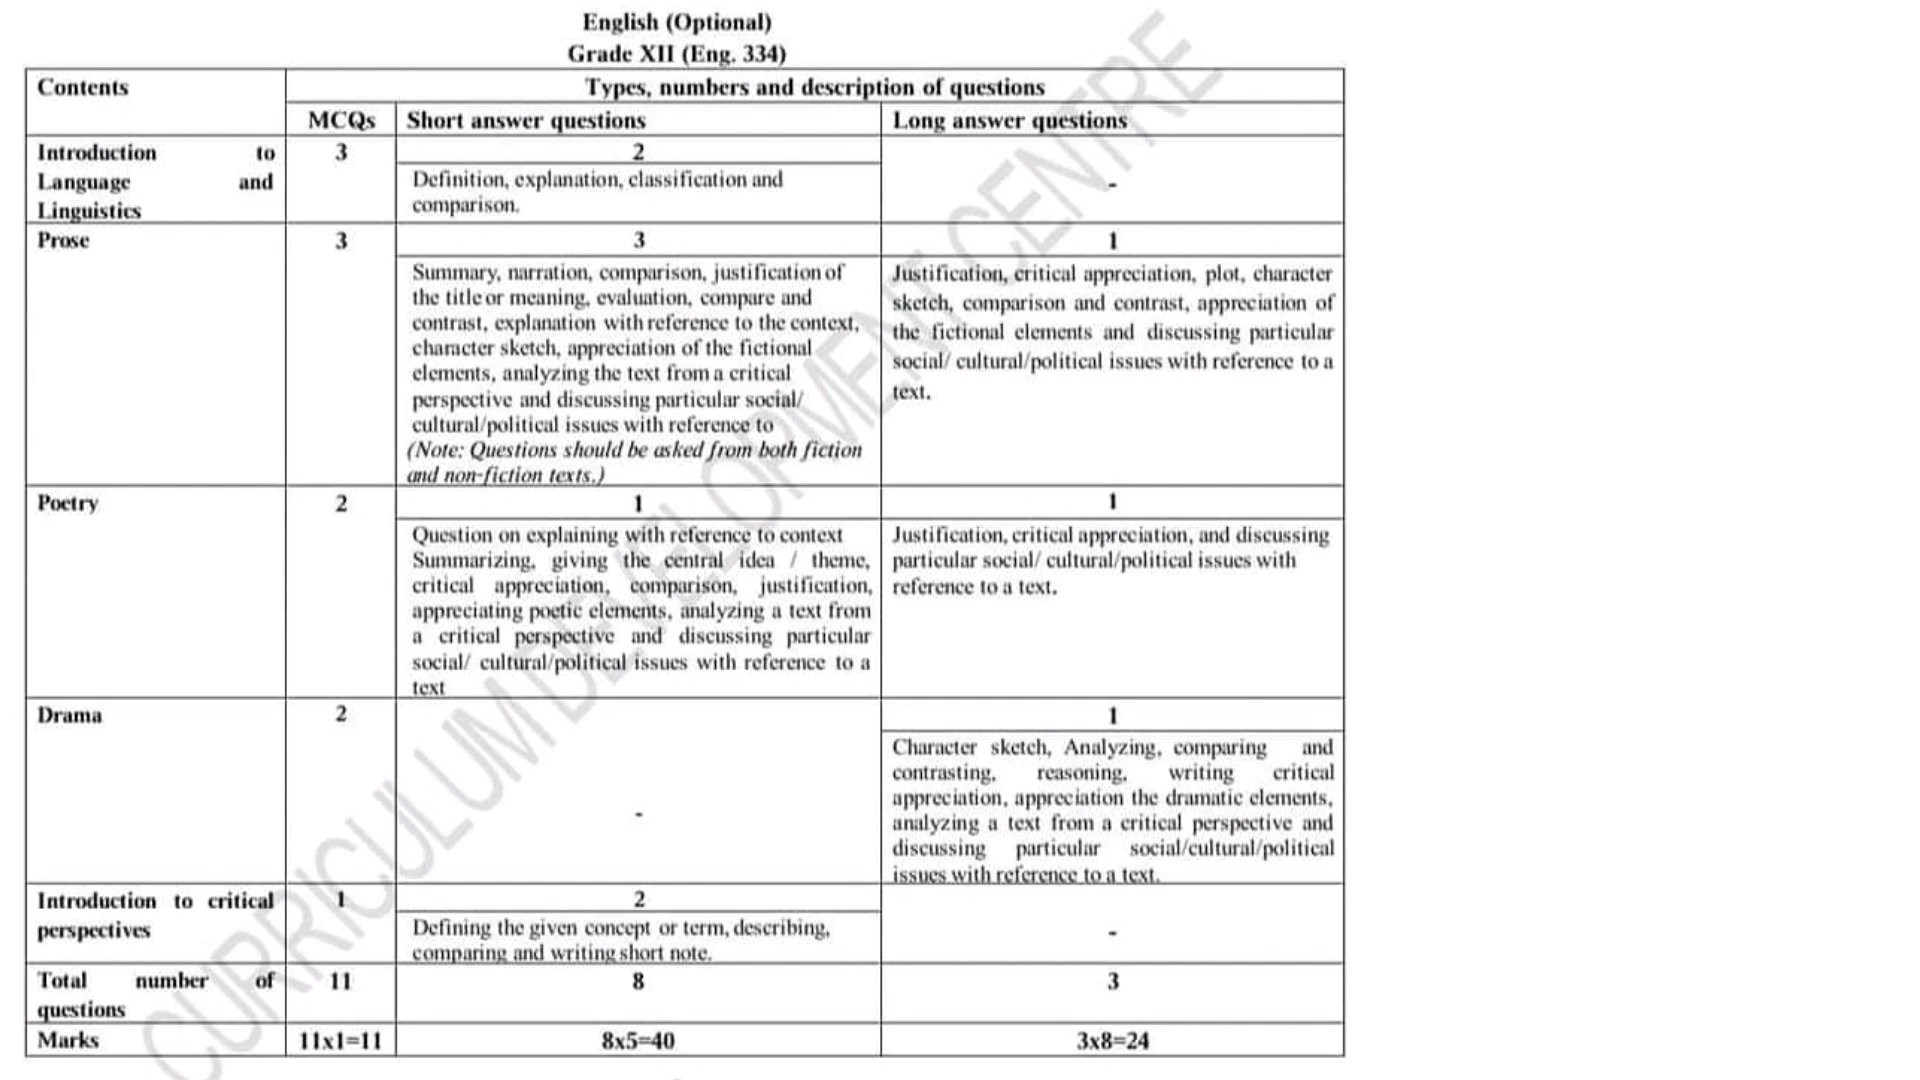 English (Optional)
Grade XII (Eng. 334)
Contents
Types, numbers and description of questions
MCQs
Short answer questions
Long answer questions
Introduction to
Language and
Linguistics
3
2
Definition, explanation, classification and
comparison.
-
Prose
3
3
Summary, narration, comparison, justification of
the title or meaning, evaluation, compare and
contrast, explanation with reference to the context,
character sketch, appreciation of the fictional
elements, analyzing the text from a critical
perspective and discussing particular social/
cultural/political issues with reference to
(Note: Questions should be asked from both fiction
and non-fiction texts.)
1
Justification, critical appreciation, plot, character
sketch, comparison and contrast, appreciation of
the fictional elements and discussing particular
social/ cultural/political issues with reference to a
text.
Poetry
2
1
Question on explaining with reference to context
Summarizing, giving the central idea / theme,
critical appreciation, comparison, justification,
appreciating poetic elements, analyzing a text from
a critical perspective and discussing particular
social/ cultural/political issues with reference to a
text
1
Justification, critical appreciation, and discussing
particular social/ cultural/political issues with
reference to a text.
Drama
2
-
1
Character sketch, Analyzing, comparing and
contrasting, reasoning, writing critical
appreciation, appreciation the dramatic elements,
analyzing a text from a critical perspective and
discussing particular social/cultural/political
issues with reference to a text.
Introduction to critical
perspectives
1
2
Defining the given concept or term, describing,
comparing and writing short note.
-
Total number of
questions
11
8
3
Marks
11x1=11
8x5=40
3x8=24
CURRICULUM DEVELOPMENT CENTRE